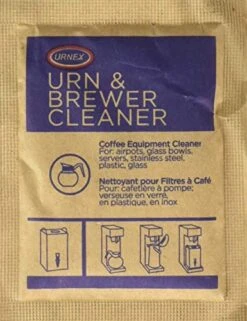 URNEX
URN &
BREWER
CLEANER
Coffee Equipment Cleaner
For: airpots, glass bowls,
servers, stainless steel,
plastic, glass
Nettoyant pour Filtres à Café
Pour: cafetière à pompe;
verseuse en verre,
en plastique, en inox